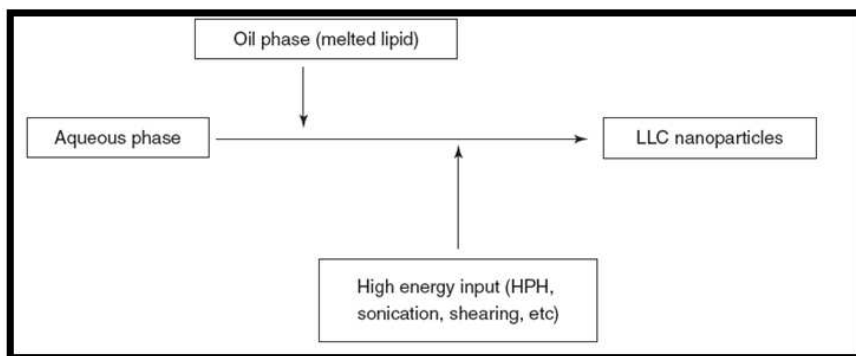 Oil phase (melted lipid)
Aqueous phase
LLC nanoparticles
High energy input (HPH,
sonication, shearing, etc)